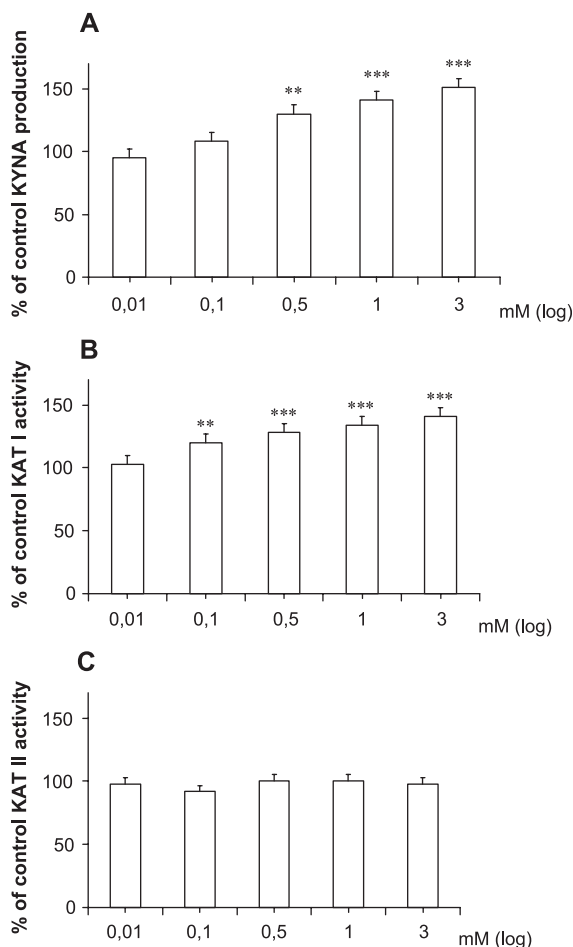 A
% of control KYNA production
150
100
50
0
** *** ***
0,01 0,1 0,5 1 3 mM (log)
B
% of control KAT I activity
150
100
50
0
** *** *** ***
0,01 0,1 0,5 1 3 mM (log)
C
% of control KAT II activity
150
100
50
0
0,01 0,1 0,5 1 3 mM (log)